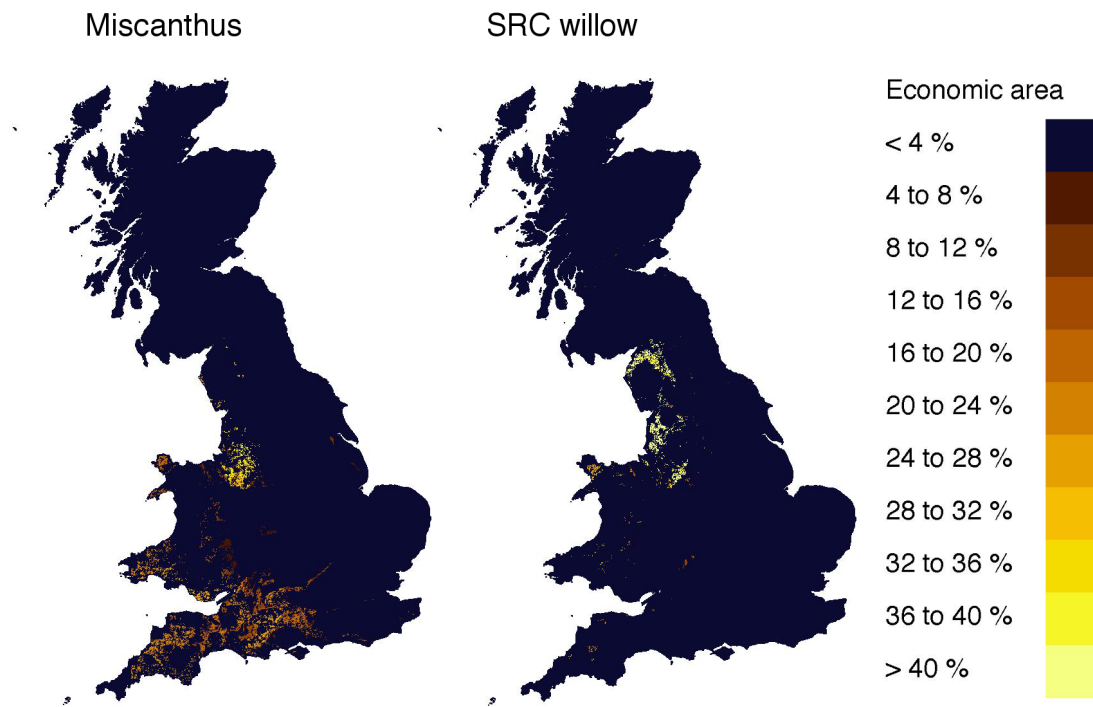 Miscanthus
SRC willow
Economic area
< 4 %
4 to 8 %
8 to 12 %
12 to 16 %
16 to 20 %
20 to 24 %
24 to 28 %
28 to 32 %
32 to 36 %
36 to 40 %
> 40 %